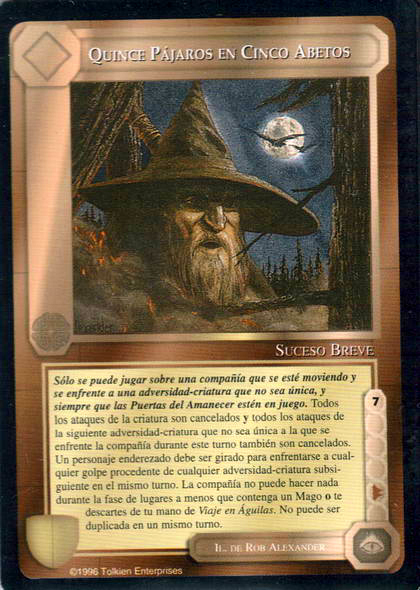 Quince Pájaros en Cinco Abetos
Suceso Breve
Sólo se puede jugar sobre una compañía que se esté moviendo y
se enfrente a una adversidad-criatura que no sea única, y
siempre que las Puertas del Amanecer estén en juego. Todos
los ataques de la criatura son cancelados y todos los ataques de
la siguiente adversidad-criatura que no sea única a la que se
enfrente la compañía durante este turno también son cancelados.
Un personaje enderezado debe ser girado para enfrentarse a cual-
quier golpe procedente de cualquier adversidad-criatura subsi-
guiente en el mismo turno. La compañía no puede hacer nada
durante la fase de lugares a menos que contenga un Mago o te
descartes de tu mano de Viaje en Águilas. No puede ser
duplicada en un mismo turno.
7
Il. de Rob Alexander
©1996 Tolkien Enterprises